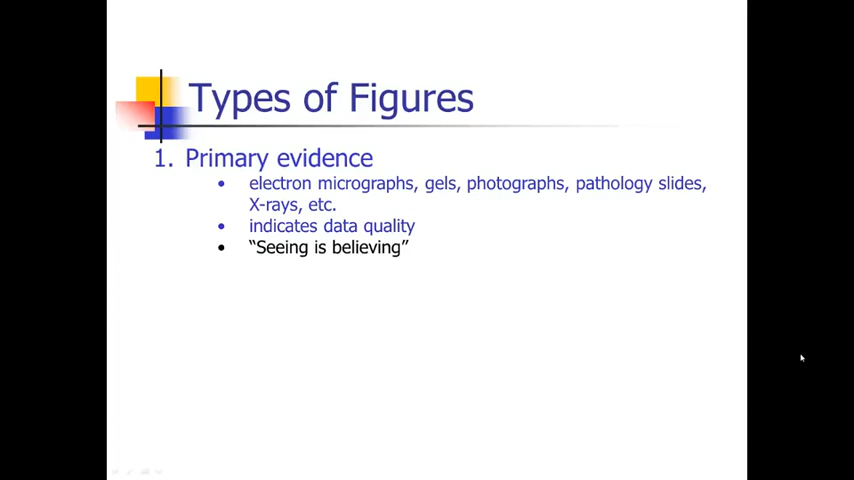 Types of Figures
1. Primary evidence
• electron micrographs, gels, photographs, pathology slides,
X-rays, etc.
• indicates data quality
• “Seeing is believing”